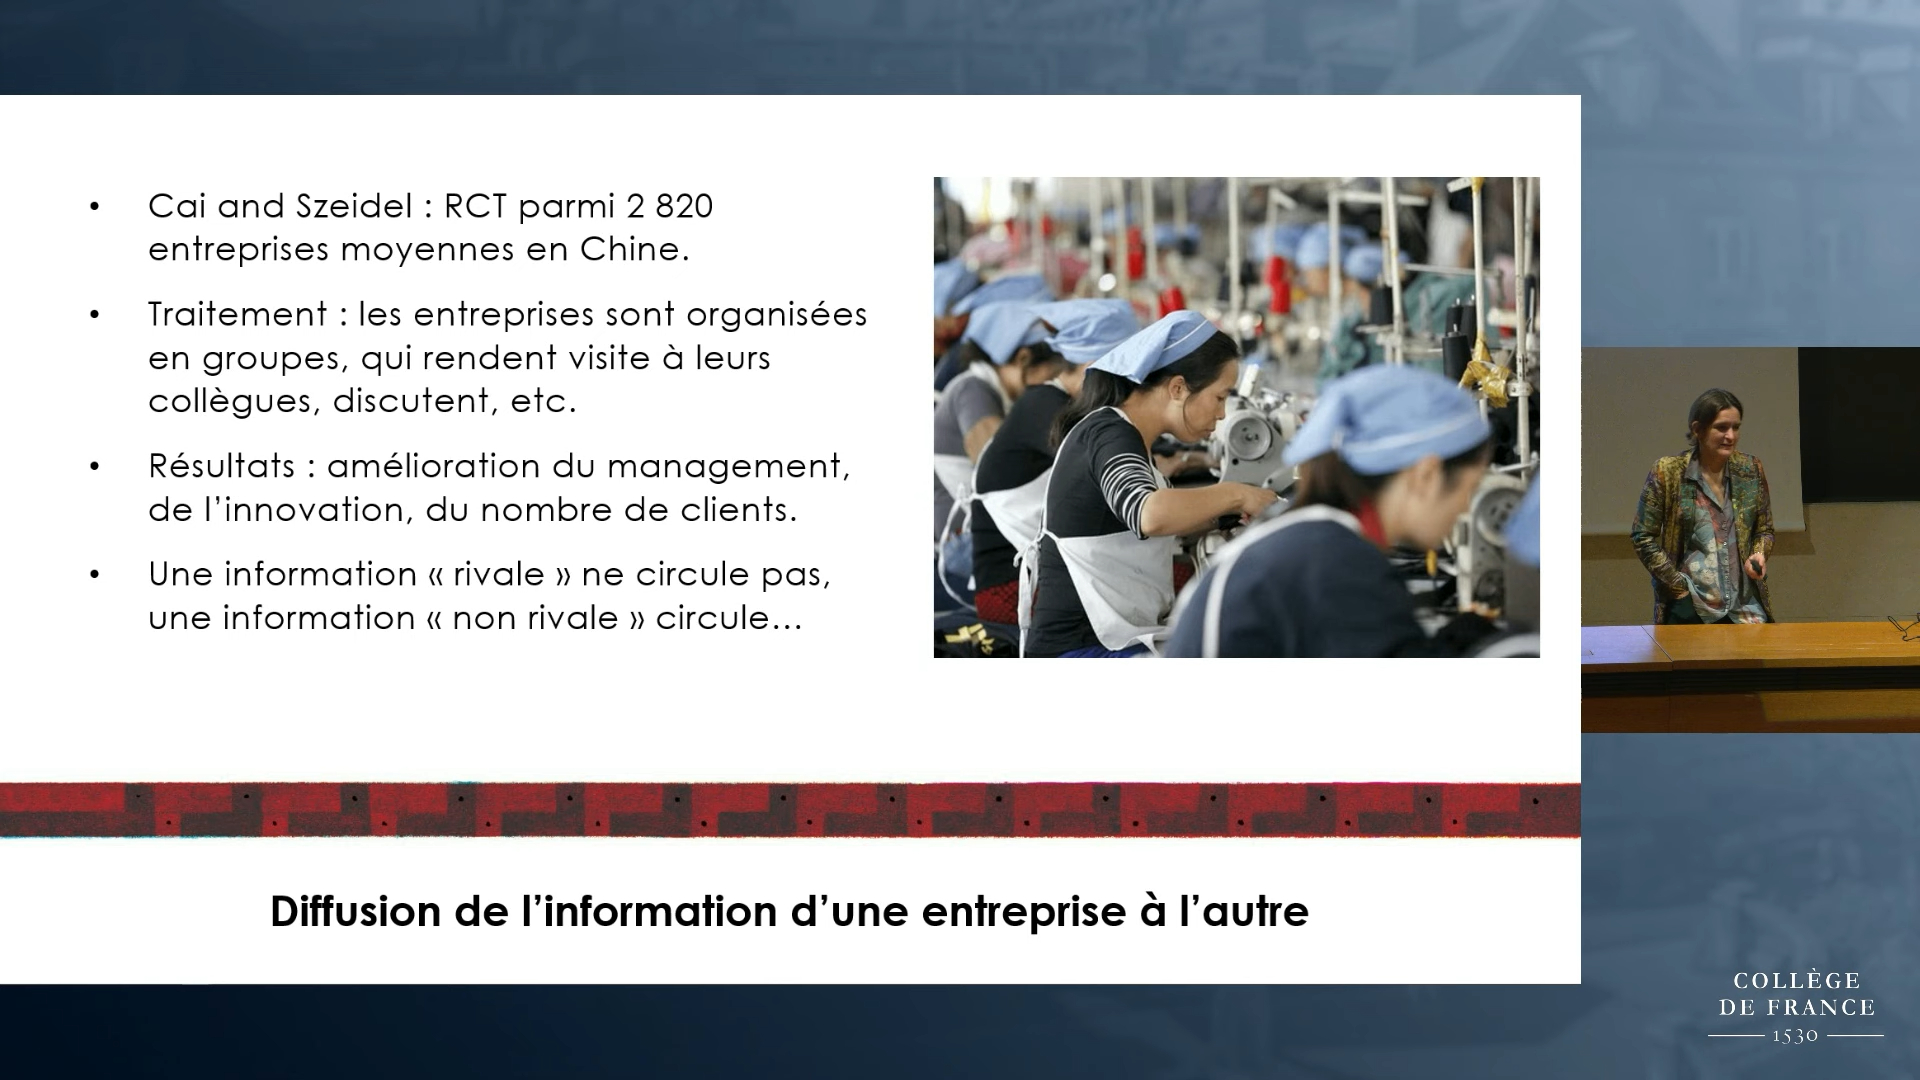 • Cai and Szeidel : RCT parmi 2 820
entreprises moyennes en Chine.
• Traitement : les entreprises sont organisées
en groupes, qui rendent visite à leurs
collègues, discutent, etc.
• Résultats : amélioration du management,
de l’innovation, du nombre de clients.
• Une information « rivale » ne circule pas,
une information « non rivale » circule…
Diffusion de l’information d’une entreprise à l’autre
COLLÈGE
DE FRANCE
1530